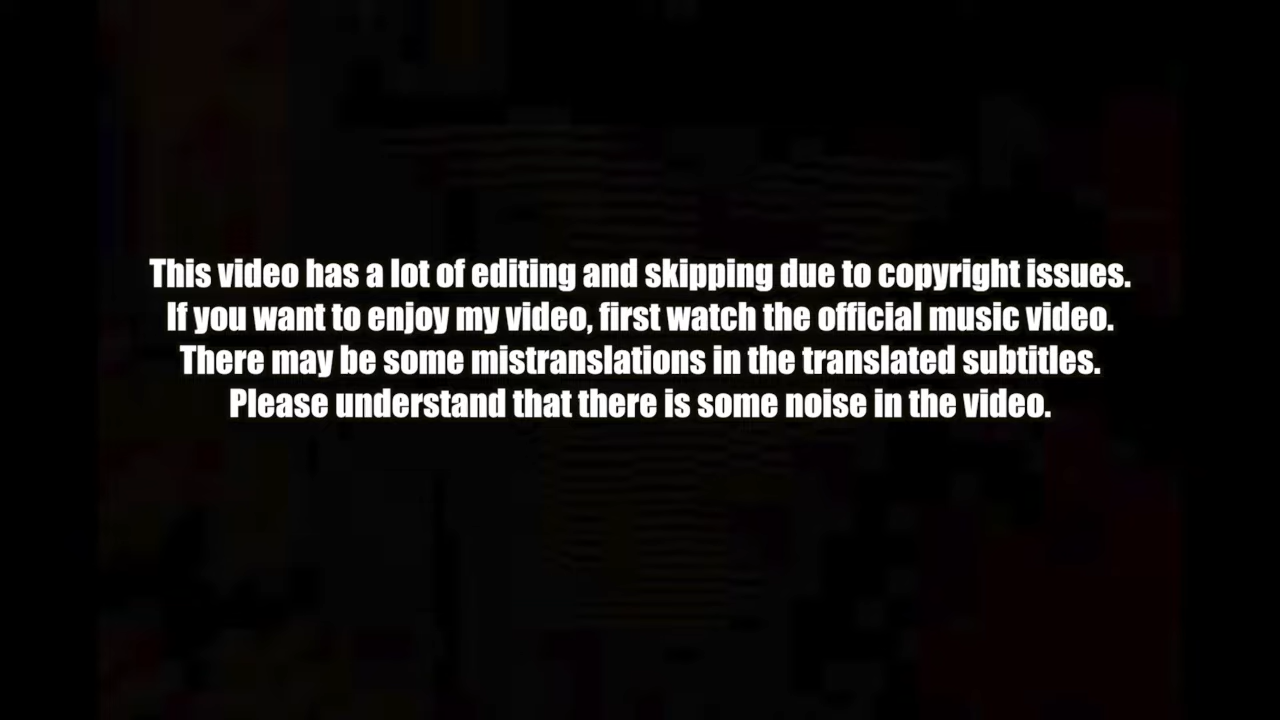 This video has a lot of editing and skipping due to copyright issues.
If you want to enjoy my video, first watch the official music video.
There may be some mistranslations in the translated subtitles.
Please understand that there is some noise in the video.